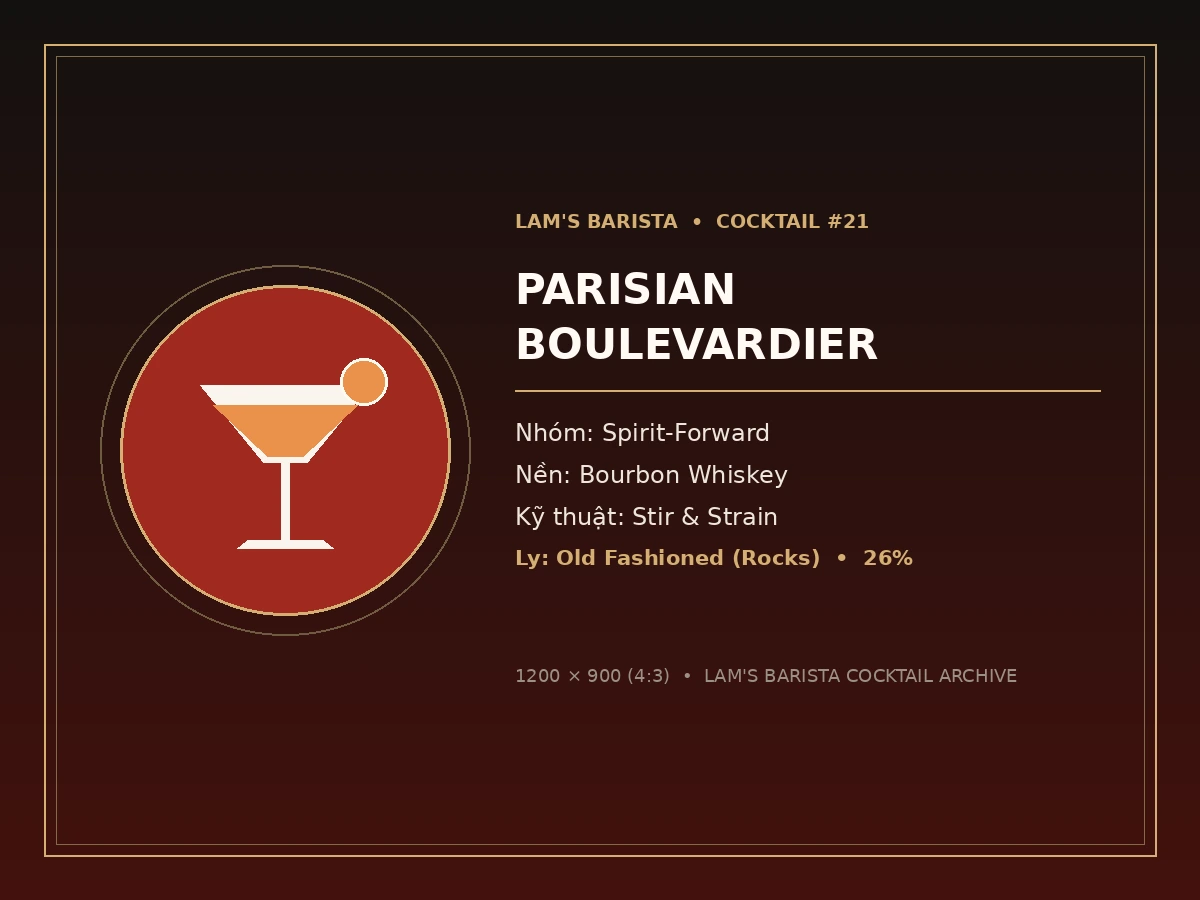 LAM'S BARISTA • COCKTAIL #21
PARISIAN
BOULEVARDIER
Nhóm: Spirit-Forward
Nền: Bourbon Whiskey
Kỹ thuật: Stir & Strain
Ly: Old Fashioned (Rocks) • 26%
1200 × 900 (4:3) • LAM'S BARISTA COCKTAIL ARCHIVE